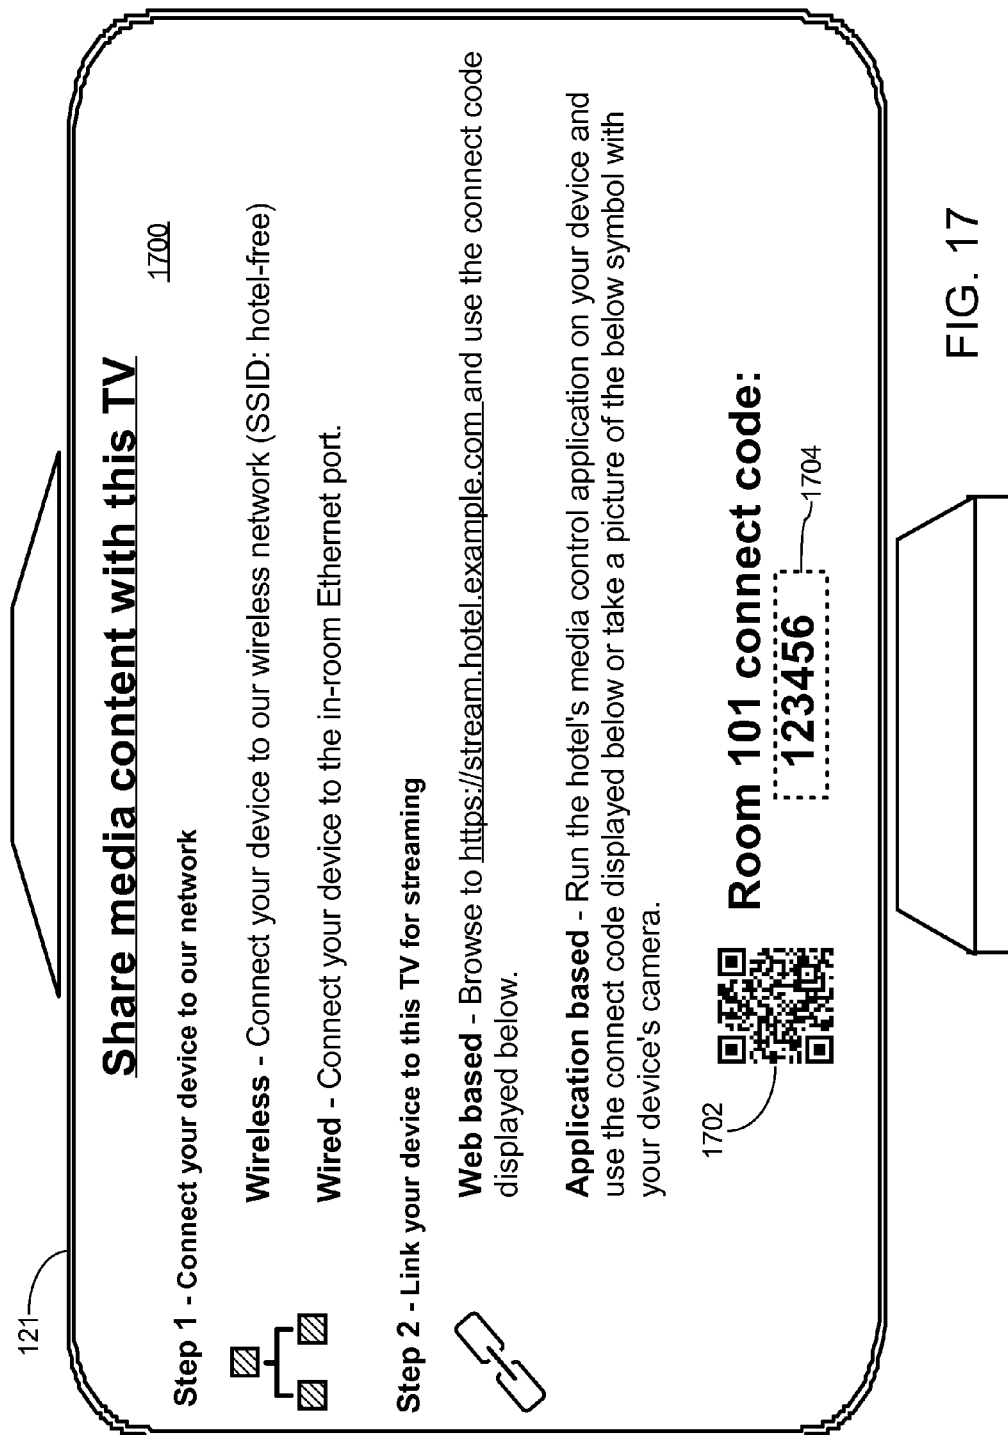 121
Share media content with this TV
1700
Step 1 - Connect your device to our network
Wireless - Connect your device to our wireless network (SSID: hotel-free)
Wired - Connect your device to the in-room Ethernet port.
Step 2 - Link your device to this TV for streaming
Web based - Browse to https://stream.hotel.example.com and use the connect code
displayed below.
Application based - Run the hotel's media control application on your device and
use the connect code displayed below or take a picture of the below symbol with
your device's camera.
1702
Room 101 connect code:
123456
1704
FIG. 17